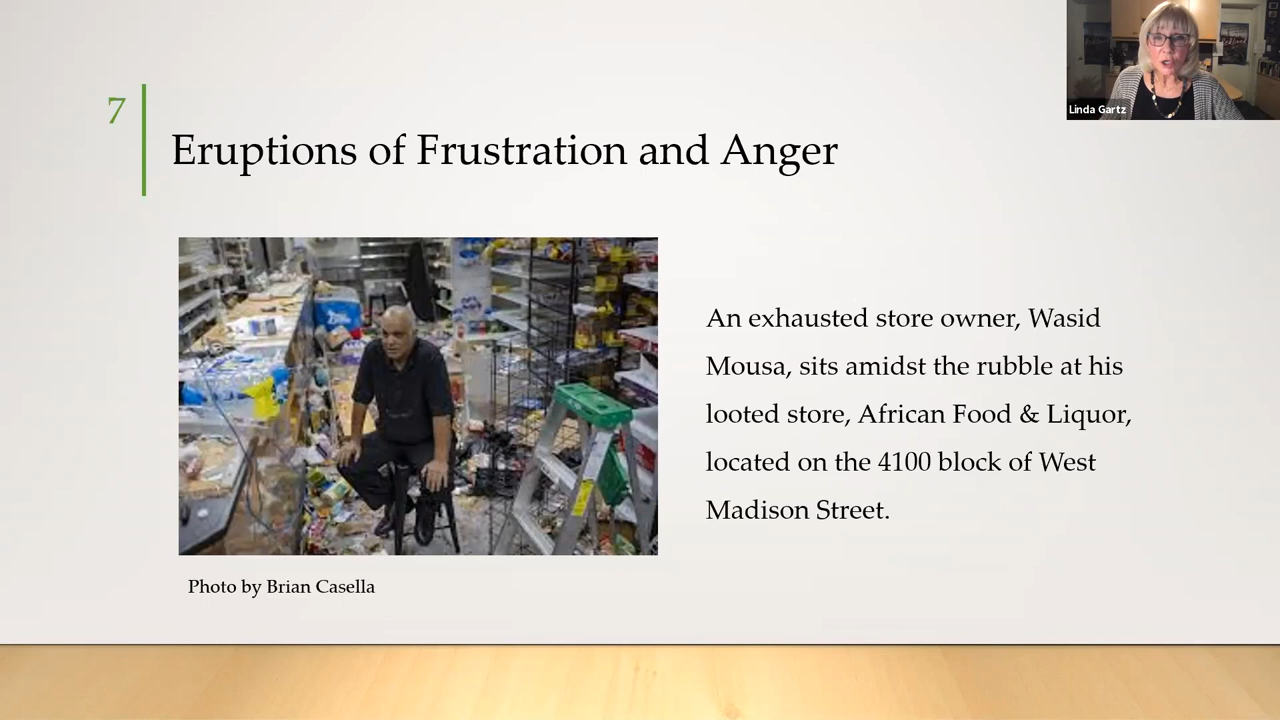 7
Eruptions of Frustration and Anger
An exhausted store owner, Wasid
Mousa, sits amidst the rubble at his
looted store, African Food & Liquor,
located on the 4100 block of West
Madison Street.
Photo by Brian Casella
Linda Gartz